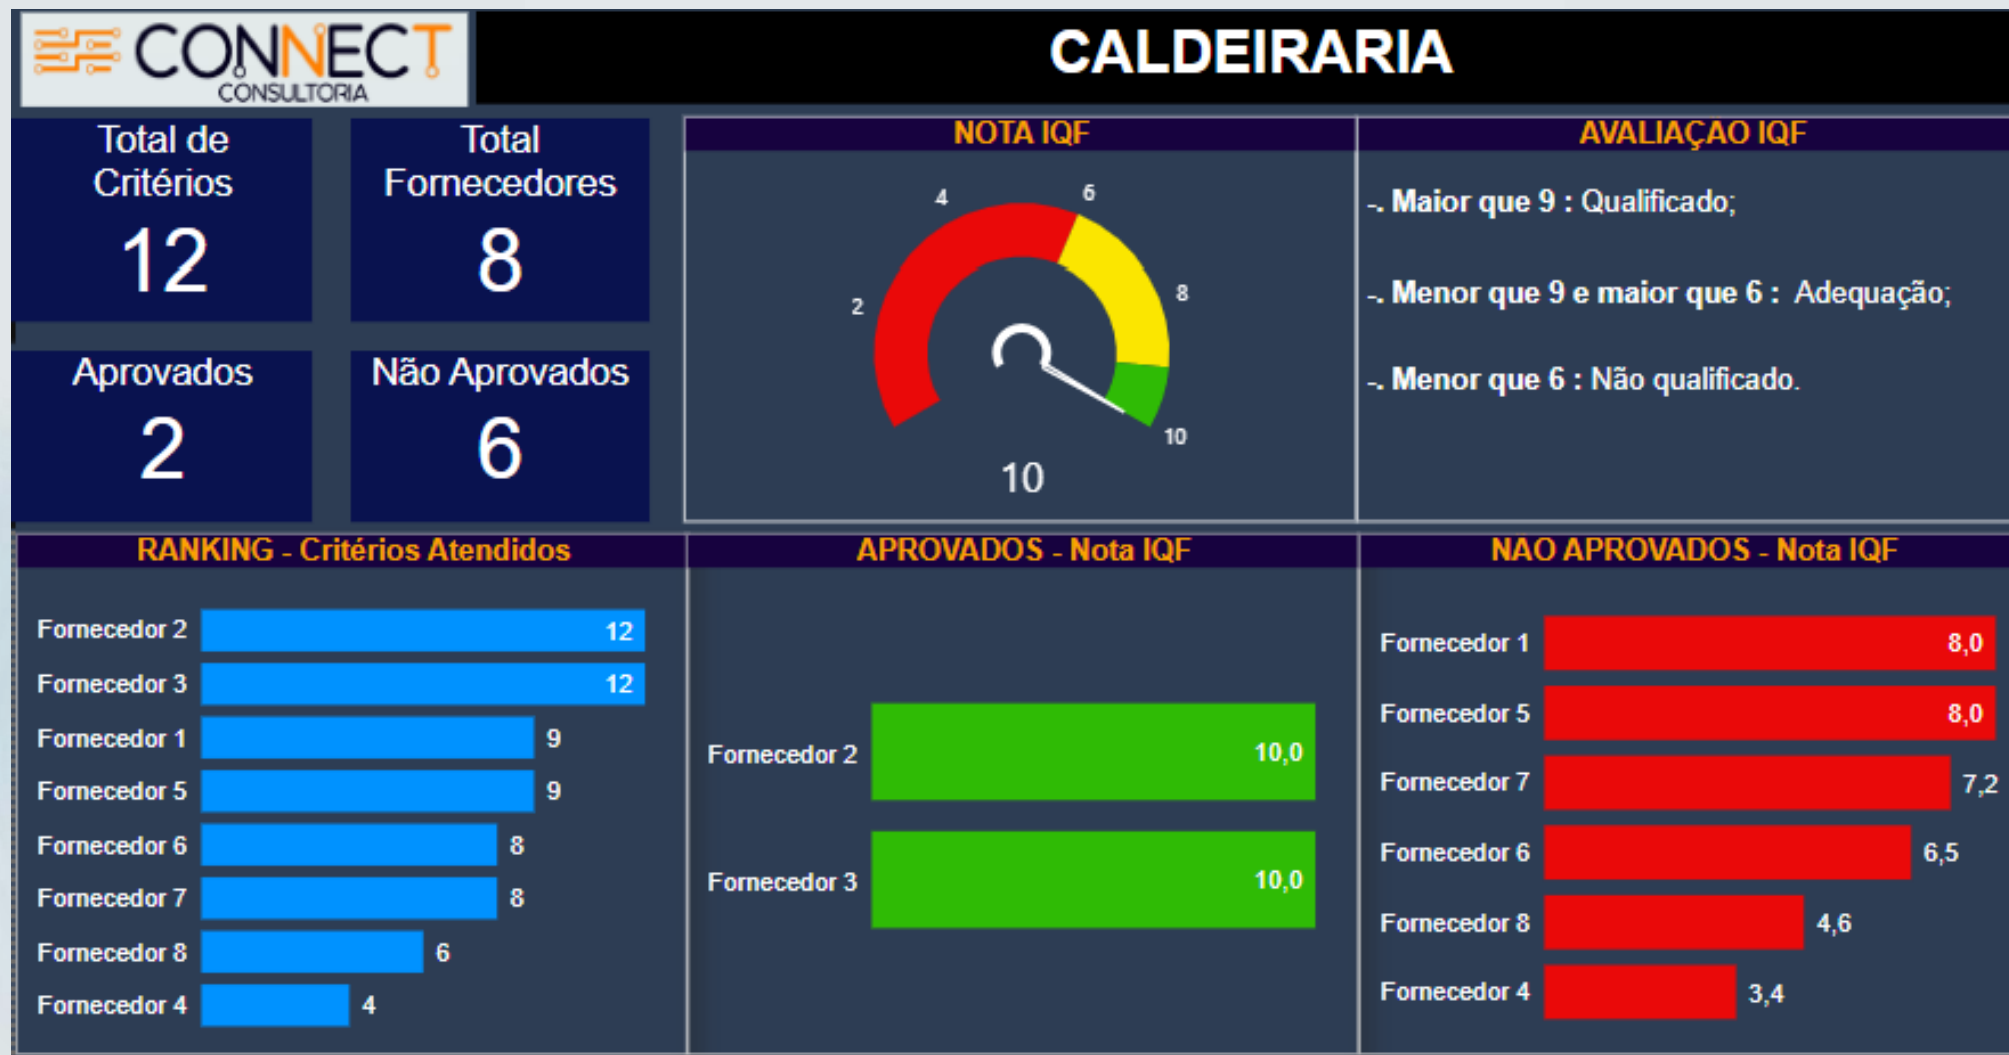 CONNECT
CONSULTORIA
CALDEIRARIA
Total de
Critérios
12
Total
Fornecedores
8
Aprovados
2
Não Aprovados
6
NOTA IQF
2
4
6
8
10
10
AVALIAÇAO IQF
-. Maior que 9 : Qualificado;
-. Menor que 9 e maior que 6 : Adequação;
-. Menor que 6 : Não qualificado.
RANKING - Critérios Atendidos
Fornecedor 2 12
Fornecedor 3 12
Fornecedor 1 9
Fornecedor 5 9
Fornecedor 6 8
Fornecedor 7 8
Fornecedor 8 6
Fornecedor 4 4
APROVADOS - Nota IQF
Fornecedor 2 10,0
Fornecedor 3 10,0
NAO APROVADOS - Nota IQF
Fornecedor 1 8,0
Fornecedor 5 8,0
Fornecedor 7 7,2
Fornecedor 6 6,5
Fornecedor 8 4,6
Fornecedor 4 3,4